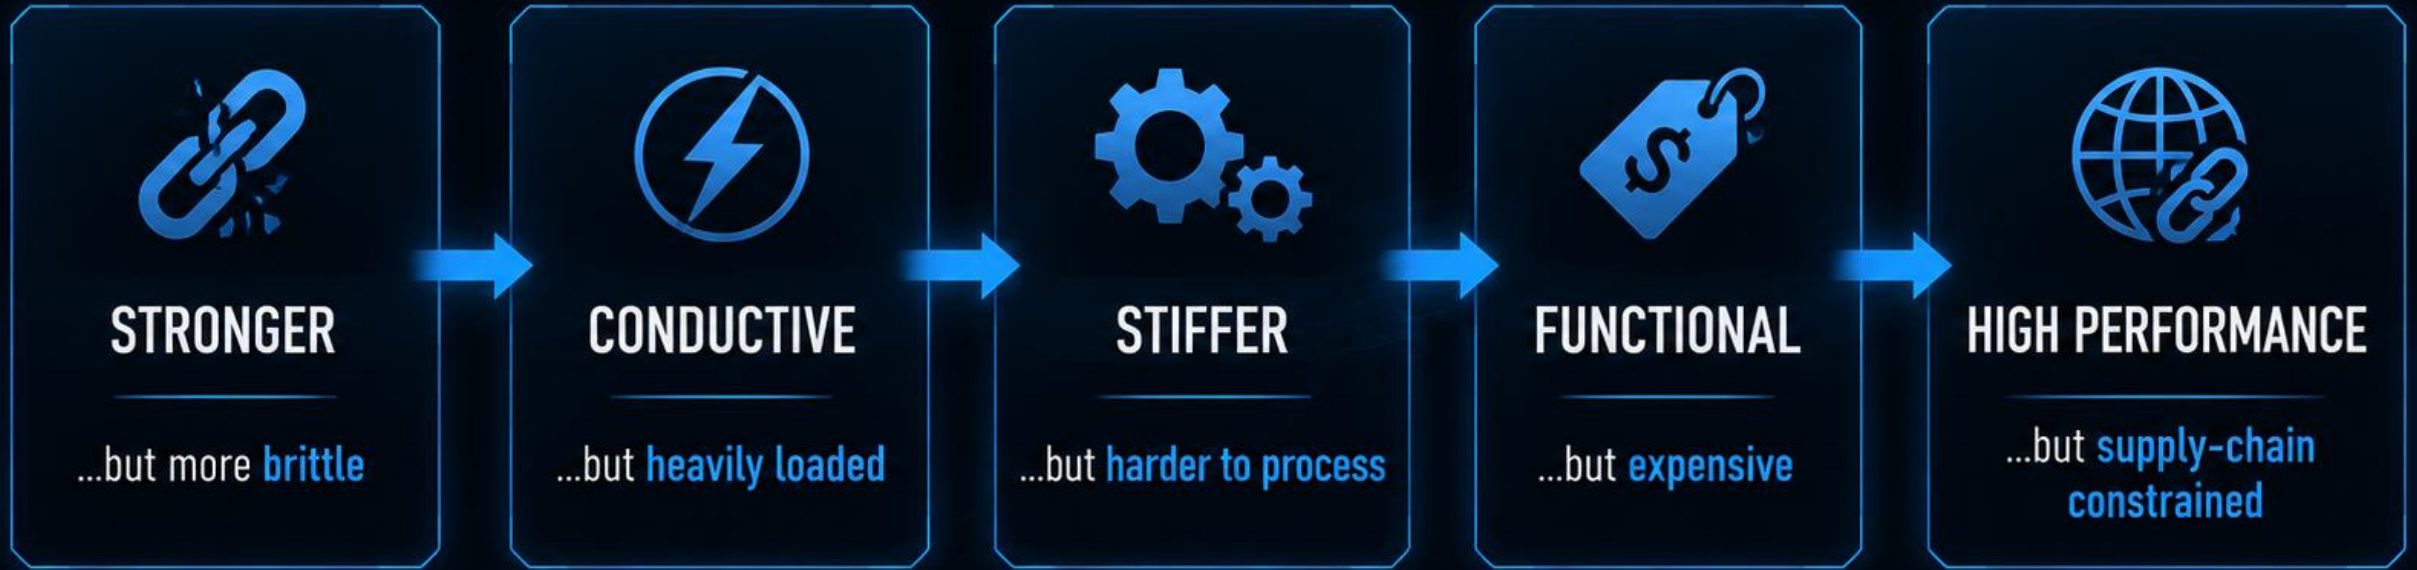 STRONGER
...but more brittle
CONDUCTIVE
...but heavily loaded
STIFFER
...but harder to process
$
FUNCTIONAL
...but expensive
HIGH PERFORMANCE
...but supply-chain
constrained